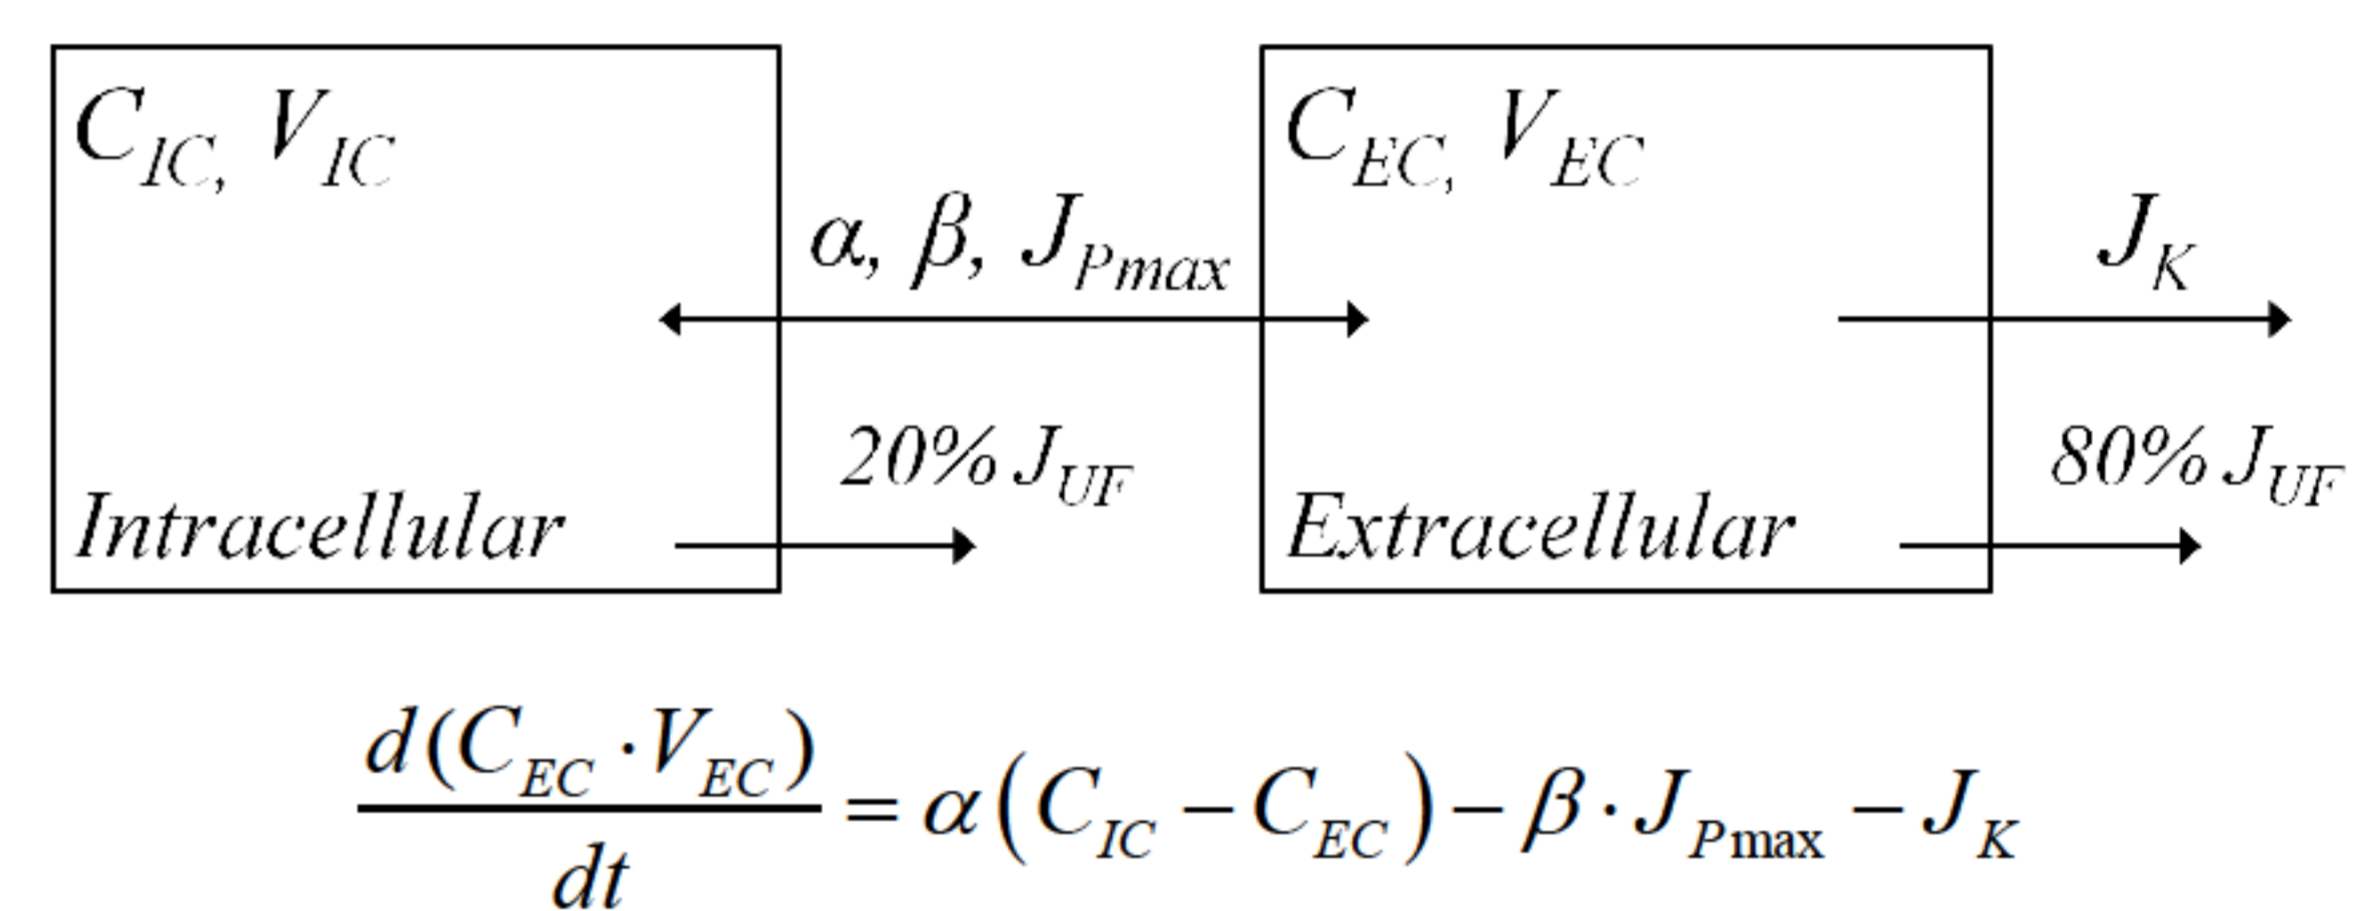 C_IC, V_IC
C_EC, V_EC
α, β, J_Pmax
J_K
20% J_UF
80% J_UF
Intracellular
Extracellular
d(C_EC · V_EC)/dt = α(C_IC − C_EC) − β · J_Pmax − J_K